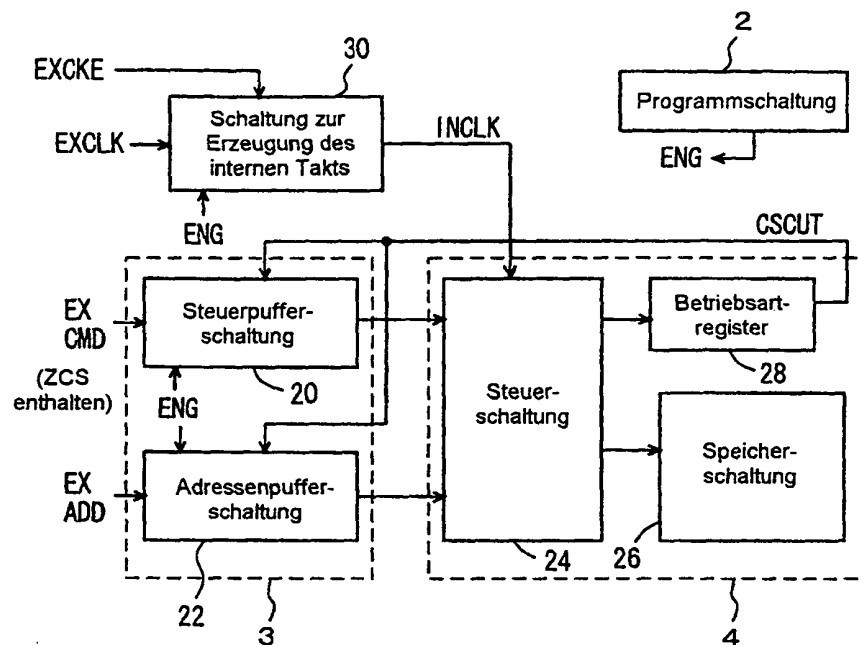 2
30
EXCKE
Programmschaltung
Schaltung zur
Erzeugung des
internen Takts
INCLK
EXCLK
ENG
ENG
CSCUT
EX
CMD
Steuerpuffer-
schaltung
Betriebsart-
register
(ZCS
enthalten)
20
28
ENG
Steuer-
schaltung
Speicher-
schaltung
EX
ADD
Adressenpuffer-
schaltung
22
24
26
3
4